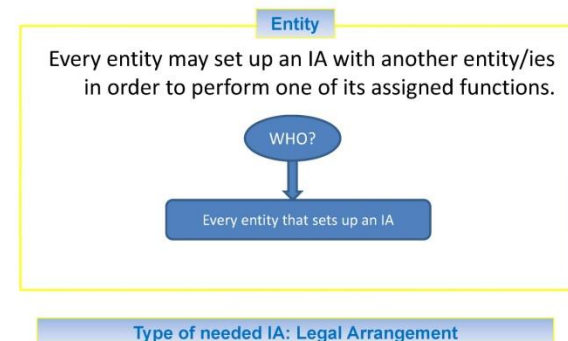 Entity
Every entity may set up an IA with another entity/ies
in order to perform one of its assigned functions.
WHO?
Every entity that sets up an IA
Type of needed IA: Legal Arrangement